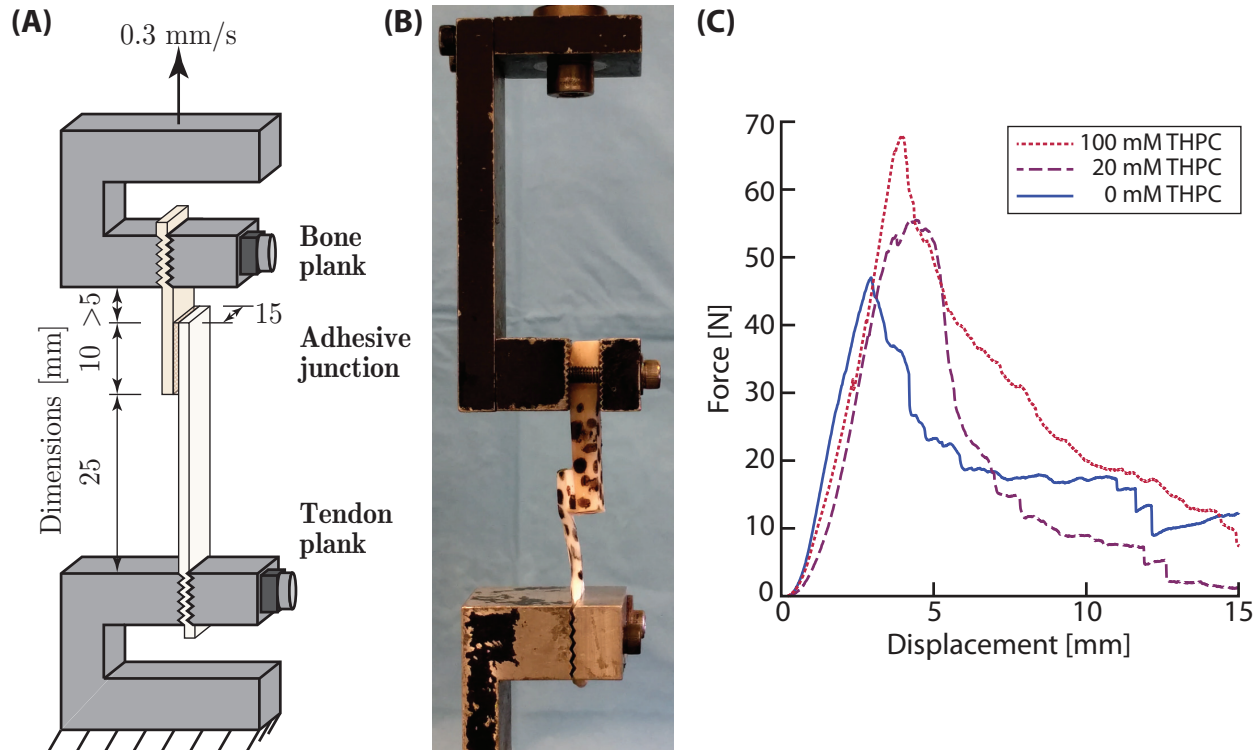 (A)
0.3 mm/s
Bone
plank
>5
15
10
Adhesive
junction
Dimensions [mm]
25
Tendon
plank
(B)
(C)
70
60
50
40
30
20
10
0
Force [N]
100 mM THPC
20 mM THPC
0 mM THPC
0
5
10
15
Displacement [mm]